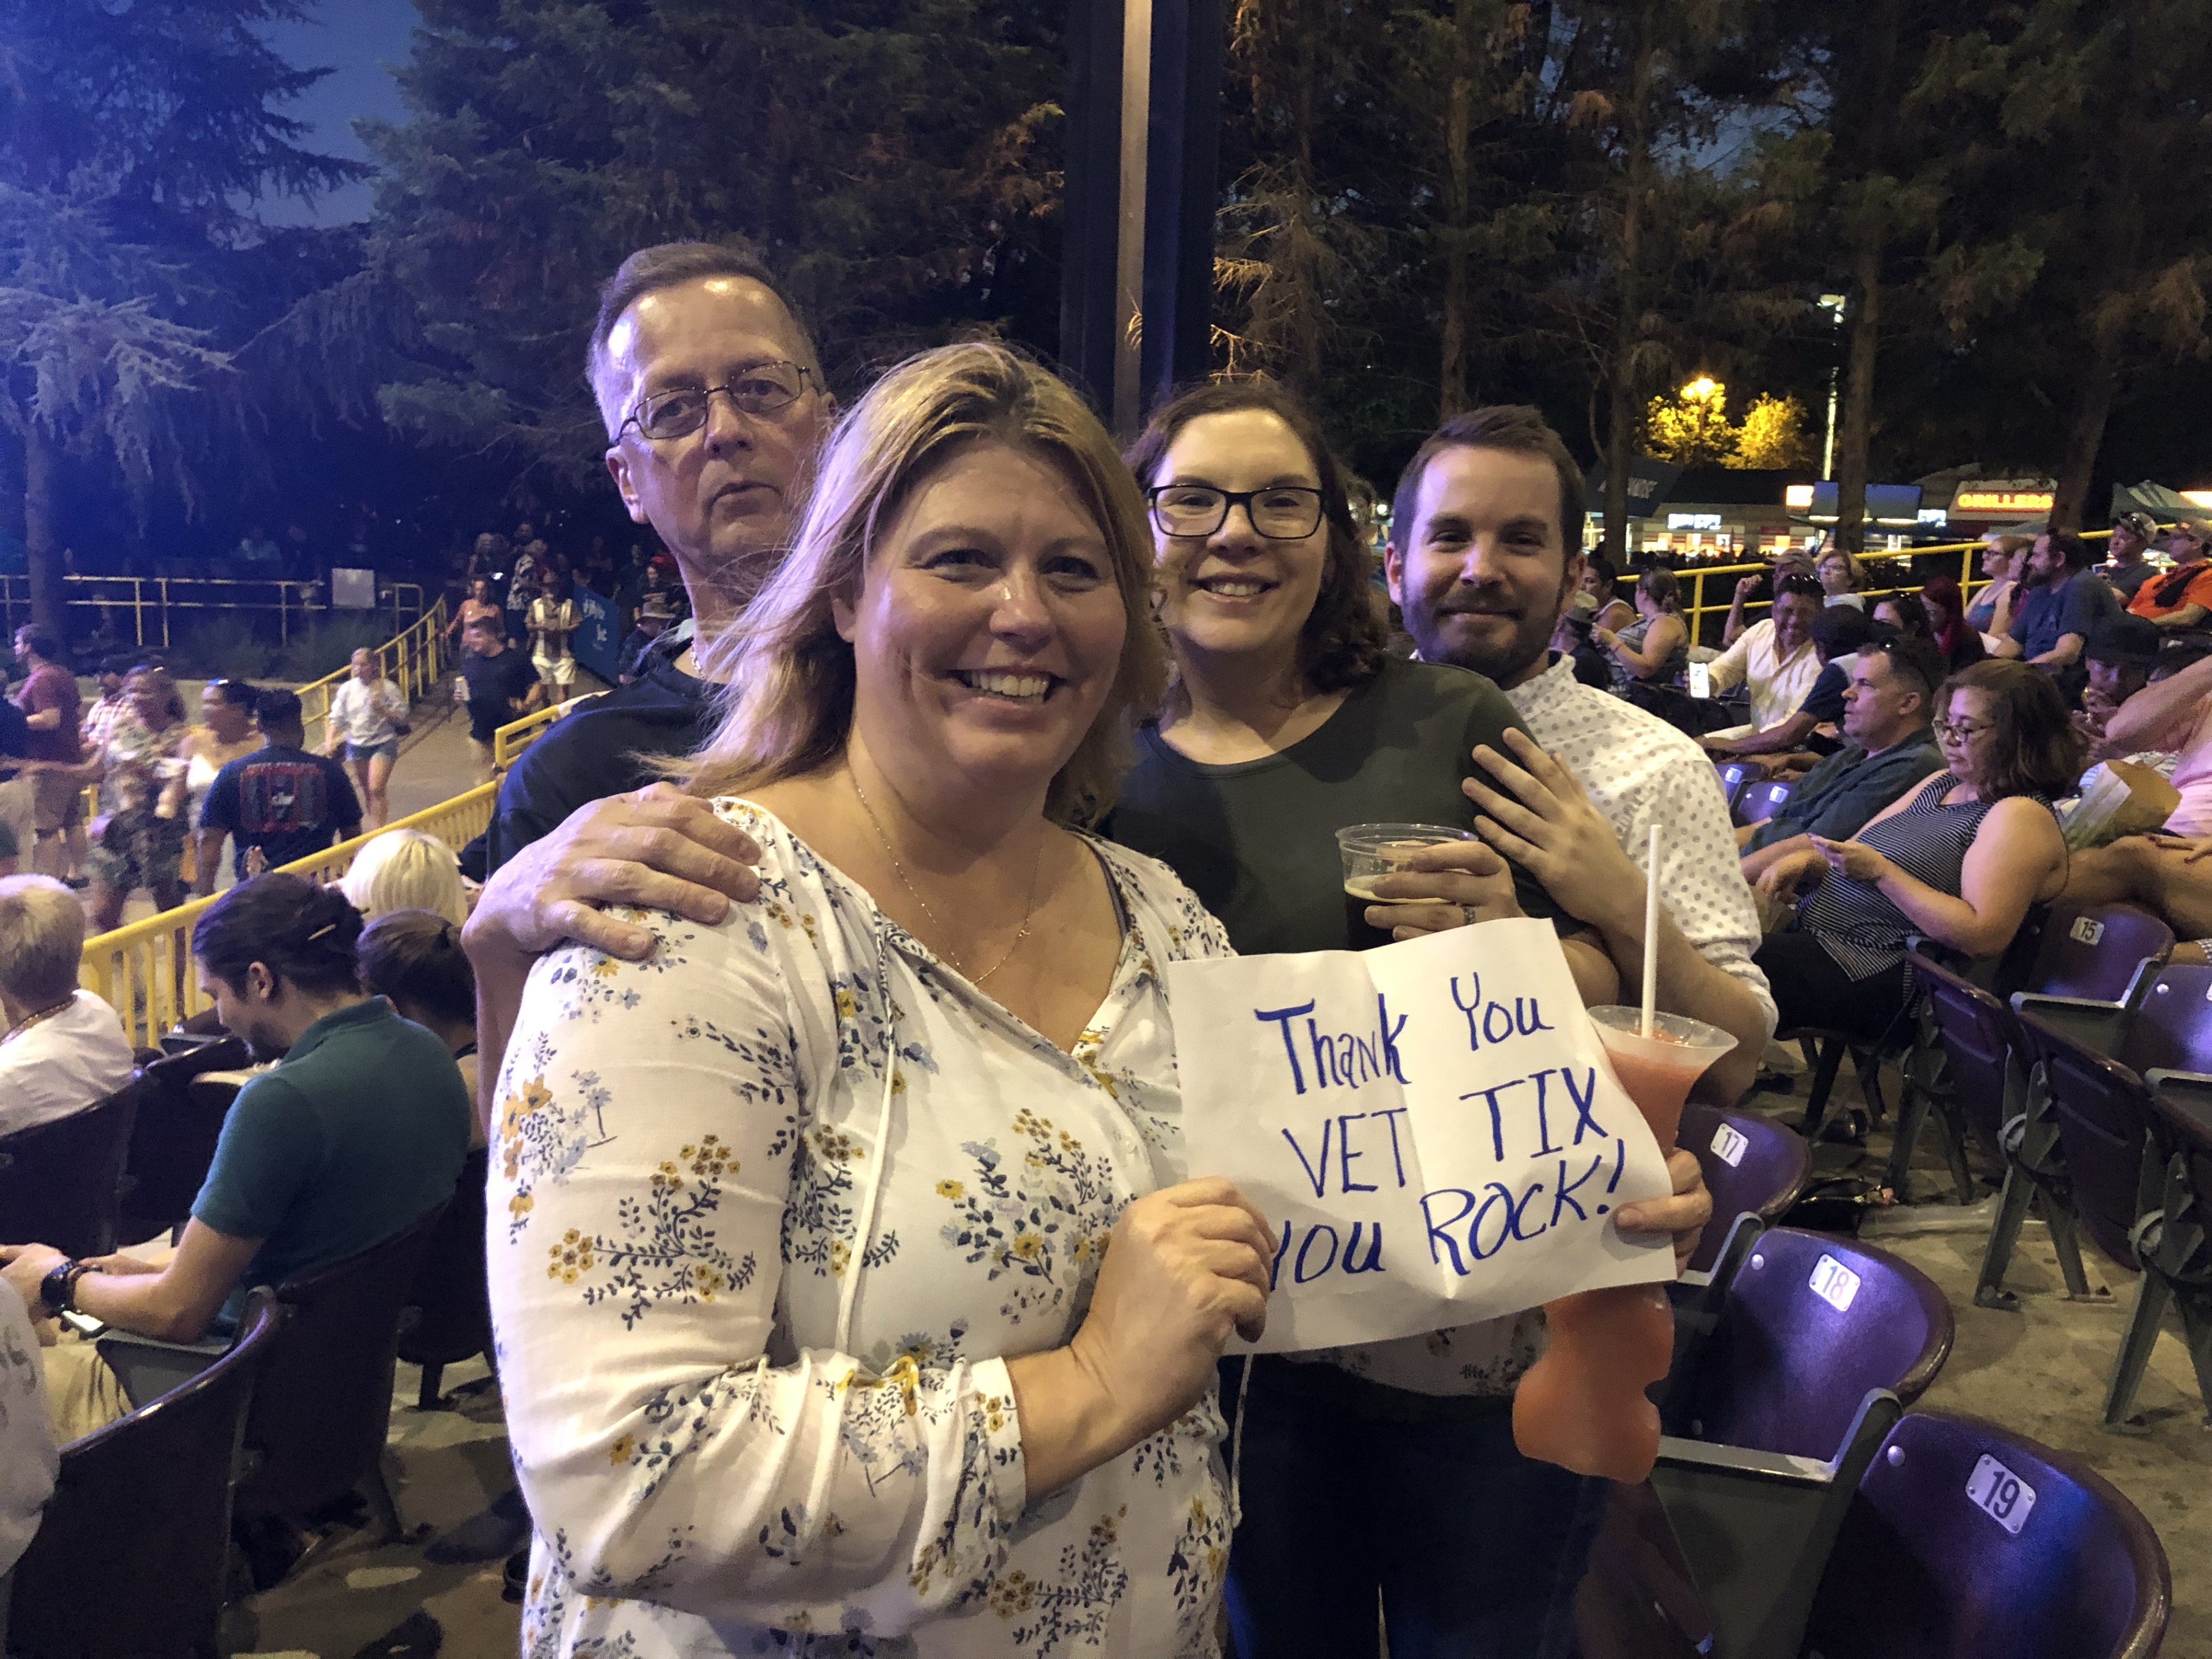 Thank You
VET TIX
YOU ROCK!
GRILLERS
15
17
18
19